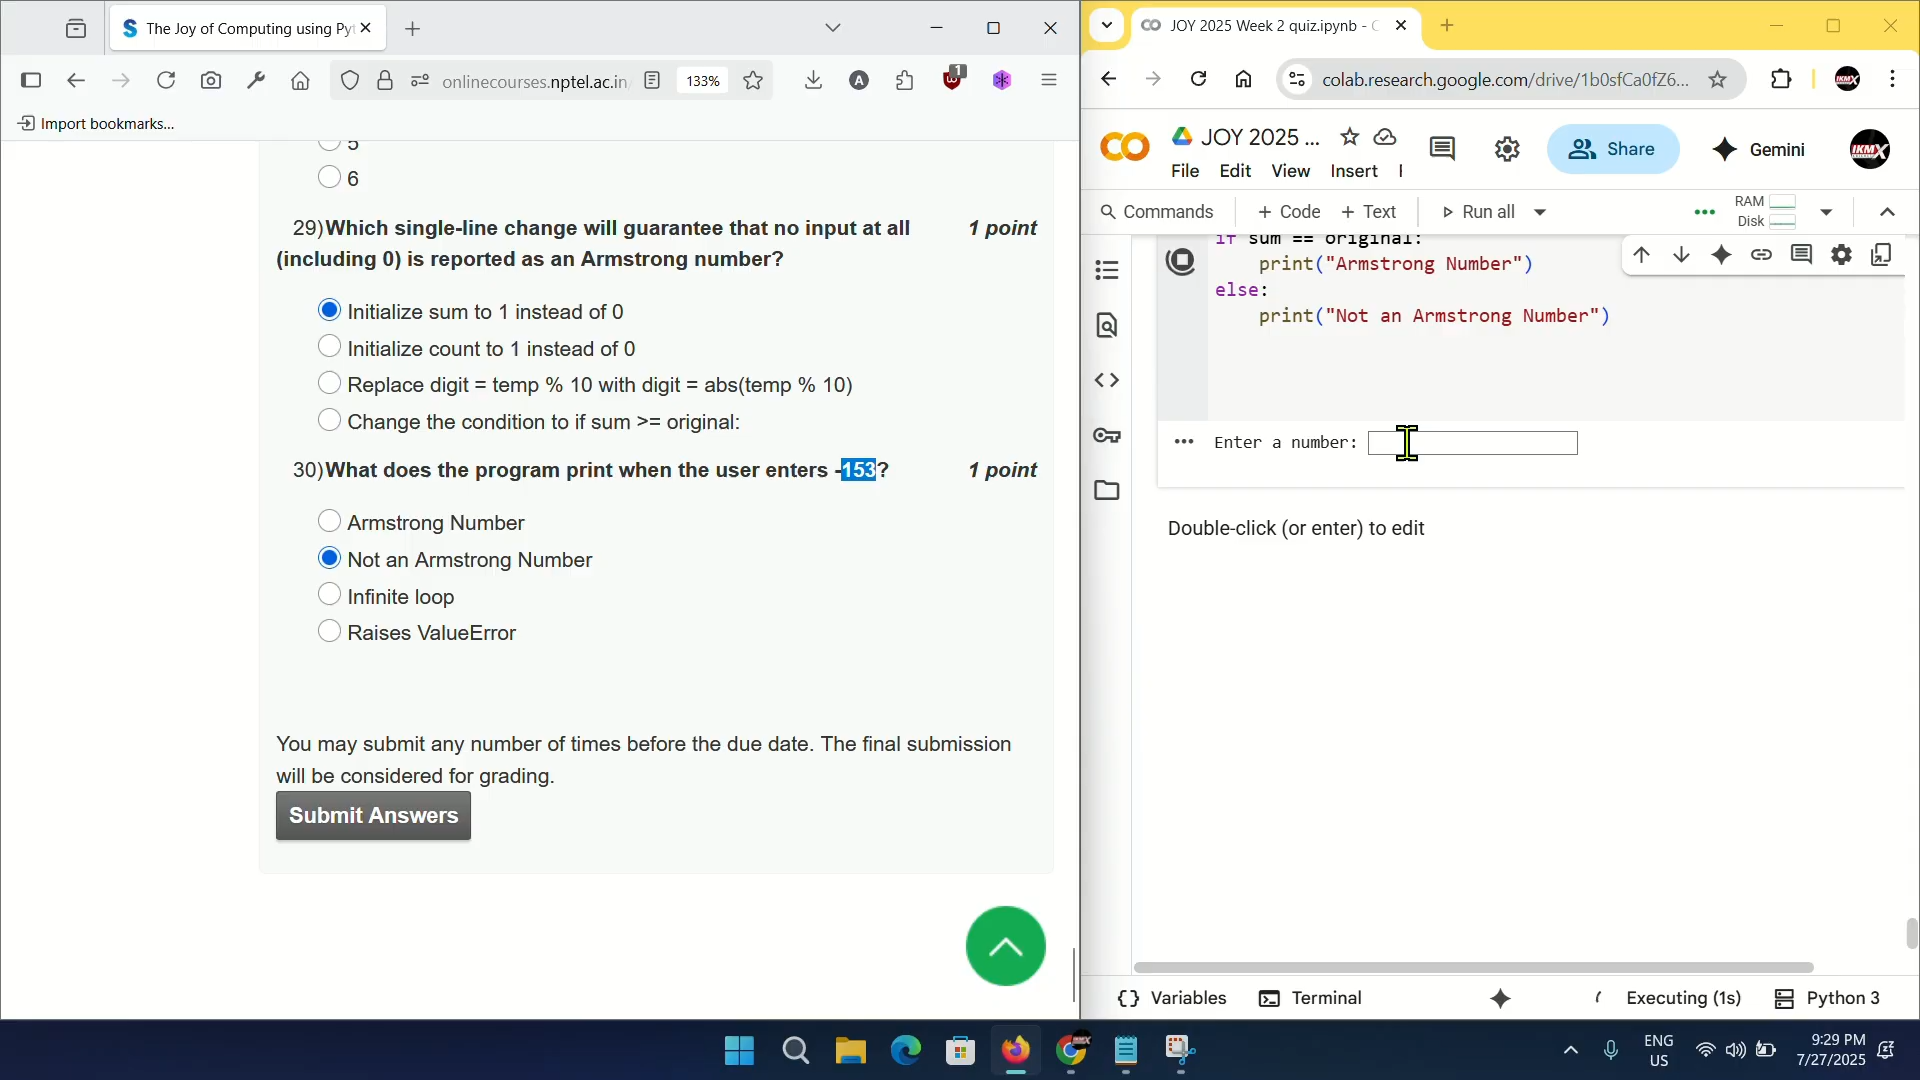 The Joy of Computing using Pyt
onlinecourses.nptel.ac.in
133%
1
Import bookmarks...
5
6
29)Which single-line change will guarantee that no input at all
(including 0) is reported as an Armstrong number?
1 point
Initialize sum to 1 instead of 0
Initialize count to 1 instead of 0
Replace digit = temp % 10 with digit = abs(temp % 10)
Change the condition to if sum >= original:
30)What does the program print when the user enters -153?
1 point
Armstrong Number
Not an Armstrong Number
Infinite loop
Raises ValueError
You may submit any number of times before the due date. The final submission
will be considered for grading.
Submit Answers
JOY 2025 Week 2 quiz.ipynb - C
colab.research.google.com/drive/1b0sfCa0fZ6...
IKMX
JOY 2025 ...
Share
Gemini
IKMX
File Edit View Insert
Commands
+ Code + Text
Run all
RAM
Disk
if sum == original:
print("Armstrong Number")
else:
print("Not an Armstrong Number")
Enter a number:
Double-click (or enter) to edit
Variables
Terminal
Executing (1s)
Python 3
ENG
US
9:29 PM
7/27/2025